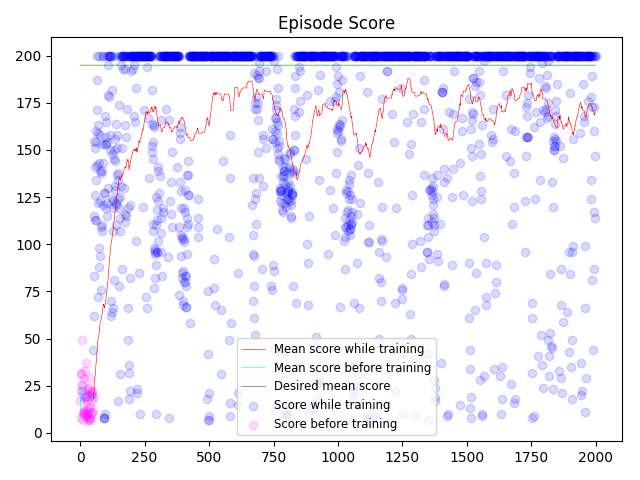 Episode Score
200
175
150
125
100
75
50
25
0
Mean score while training
Mean score before training
Desired mean score
Score while training
Score before training
0 250 500 750 1000 1250 1500 1750 2000